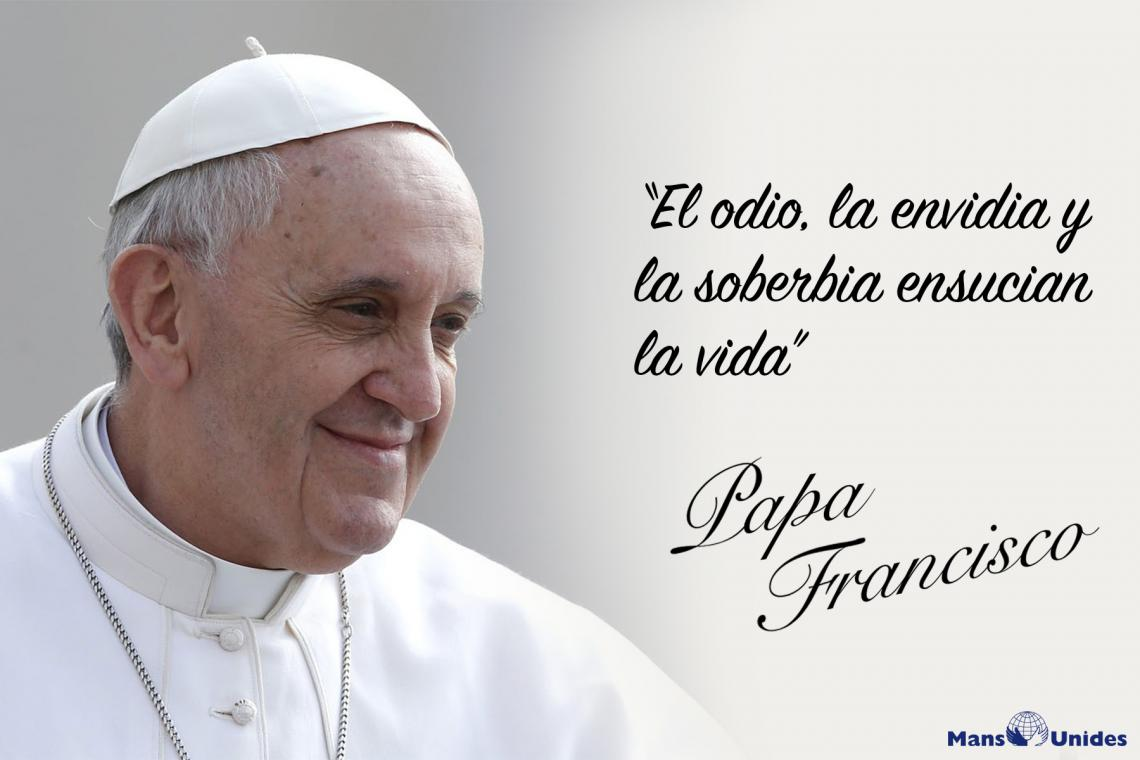 “El odio, la envidia y
la soberbia ensucian
la vida”
Papa
Francisco
Mans Unides